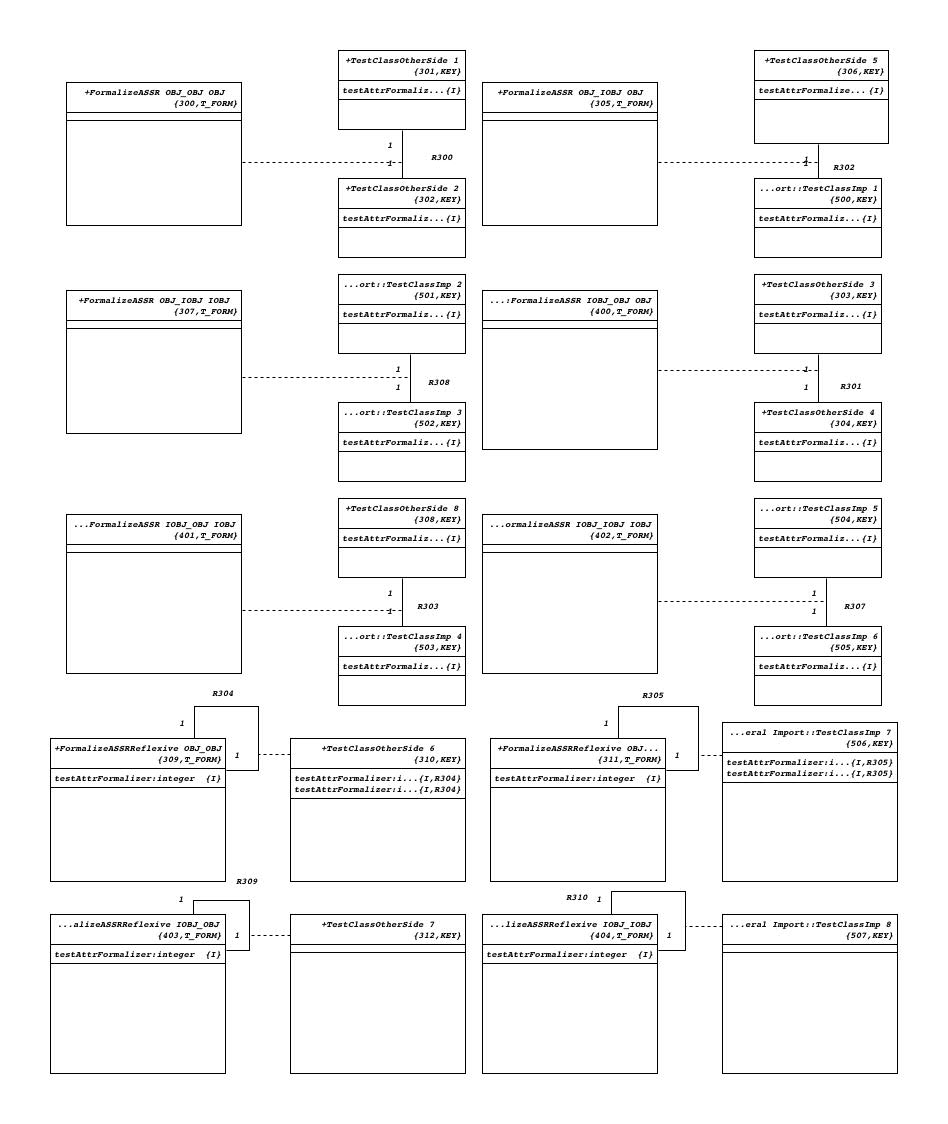 +TestClassOtherSide 1
{301,KEY}
testAttrFormaliz...{I}
+FormalizeASSR OBJ_OBJ OBJ
{300,T_FORM}
1
1
R300
+TestClassOtherSide 2
{302,KEY}
testAttrFormaliz...{I}
+TestClassOtherSide 5
{306,KEY}
testAttrFormalize... {I}
+FormalizeASSR OBJ_IOBJ OBJ
{305,T_FORM}
1
1
R302
...ort::TestClassImp 1
{500,KEY}
testAttrFormaliz...{I}
...ort::TestClassImp 2
{501,KEY}
testAttrFormaliz...{I}
+FormalizeASSR OBJ_IOBJ IOBJ
{307,T_FORM}
1
1
R308
...ort::TestClassImp 3
{502,KEY}
testAttrFormaliz...{I}
+TestClassOtherSide 3
{303,KEY}
testAttrFormaliz...{I}
...:FormalizeASSR IOBJ_OBJ OBJ
{400,T_FORM}
1
1
R301
+TestClassOtherSide 4
{304,KEY}
testAttrFormaliz...{I}
+TestClassOtherSide 8
{308,KEY}
testAttrFormaliz...{I}
...FormalizeASSR IOBJ_OBJ IOBJ
{401,T_FORM}
1
1
R303
...ort::TestClassImp 4
{503,KEY}
testAttrFormaliz...{I}
...ort::TestClassImp 5
{504,KEY}
testAttrFormaliz...{I}
...ormalizeASSR IOBJ_IOBJ IOBJ
{402,T_FORM}
1
1
R307
...ort::TestClassImp 6
{505,KEY}
testAttrFormaliz...{I}
R304
1
+FormalizeASSRReflexive OBJ_OBJ
{309,T_FORM}
testAttrFormalizer:integer {I}
1
+TestClassOtherSide 6
{310,KEY}
testAttrFormalizer:i...{I,R304}
testAttrFormalizer:i...{I,R304}
R305
1
+FormalizeASSRReflexive OBJ...
{311,T_FORM}
testAttrFormalizer:integer {I}
1
...eral Import::TestClassImp 7
{506,KEY}
testAttrFormalizer:i...{I,R305}
testAttrFormalizer:i...{I,R305}
R309
1
...alizeASSRReflexive IOBJ_OBJ
{403,T_FORM}
testAttrFormalizer:integer {I}
1
+TestClassOtherSide 7
{312,KEY}
R310
1
...lizeASSRReflexive IOBJ_IOBJ
{404,T_FORM}
testAttrFormalizer:integer {I}
1
...eral Import::TestClassImp 8
{507,KEY}